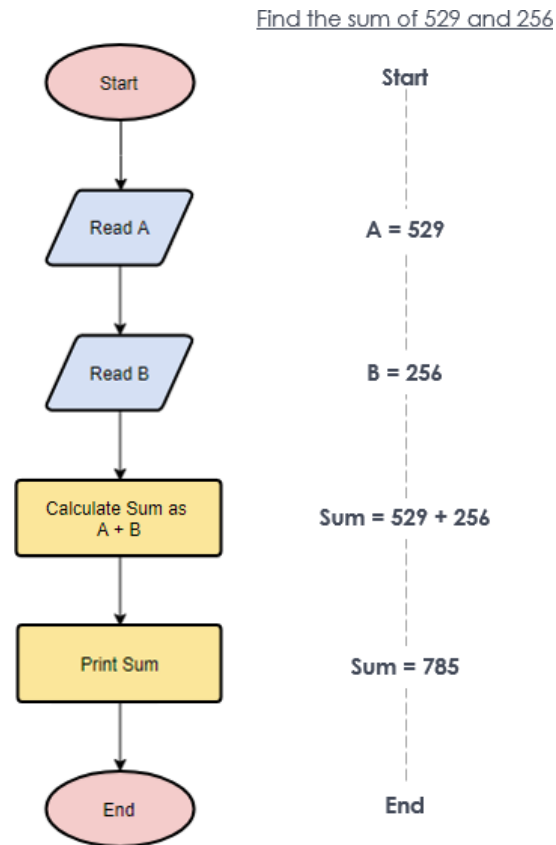 Find the sum of 529 and 256
Start
Start
Read A
A = 529
Read B
B = 256
Calculate Sum as
A + B
Sum = 529 + 256
Print Sum
Sum = 785
End
End